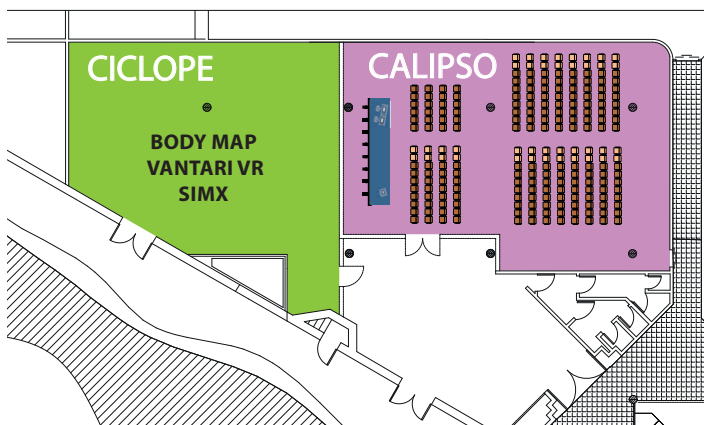 CICLOPE
CALIPSO
BODY MAP
VANTARI VR
SIMX